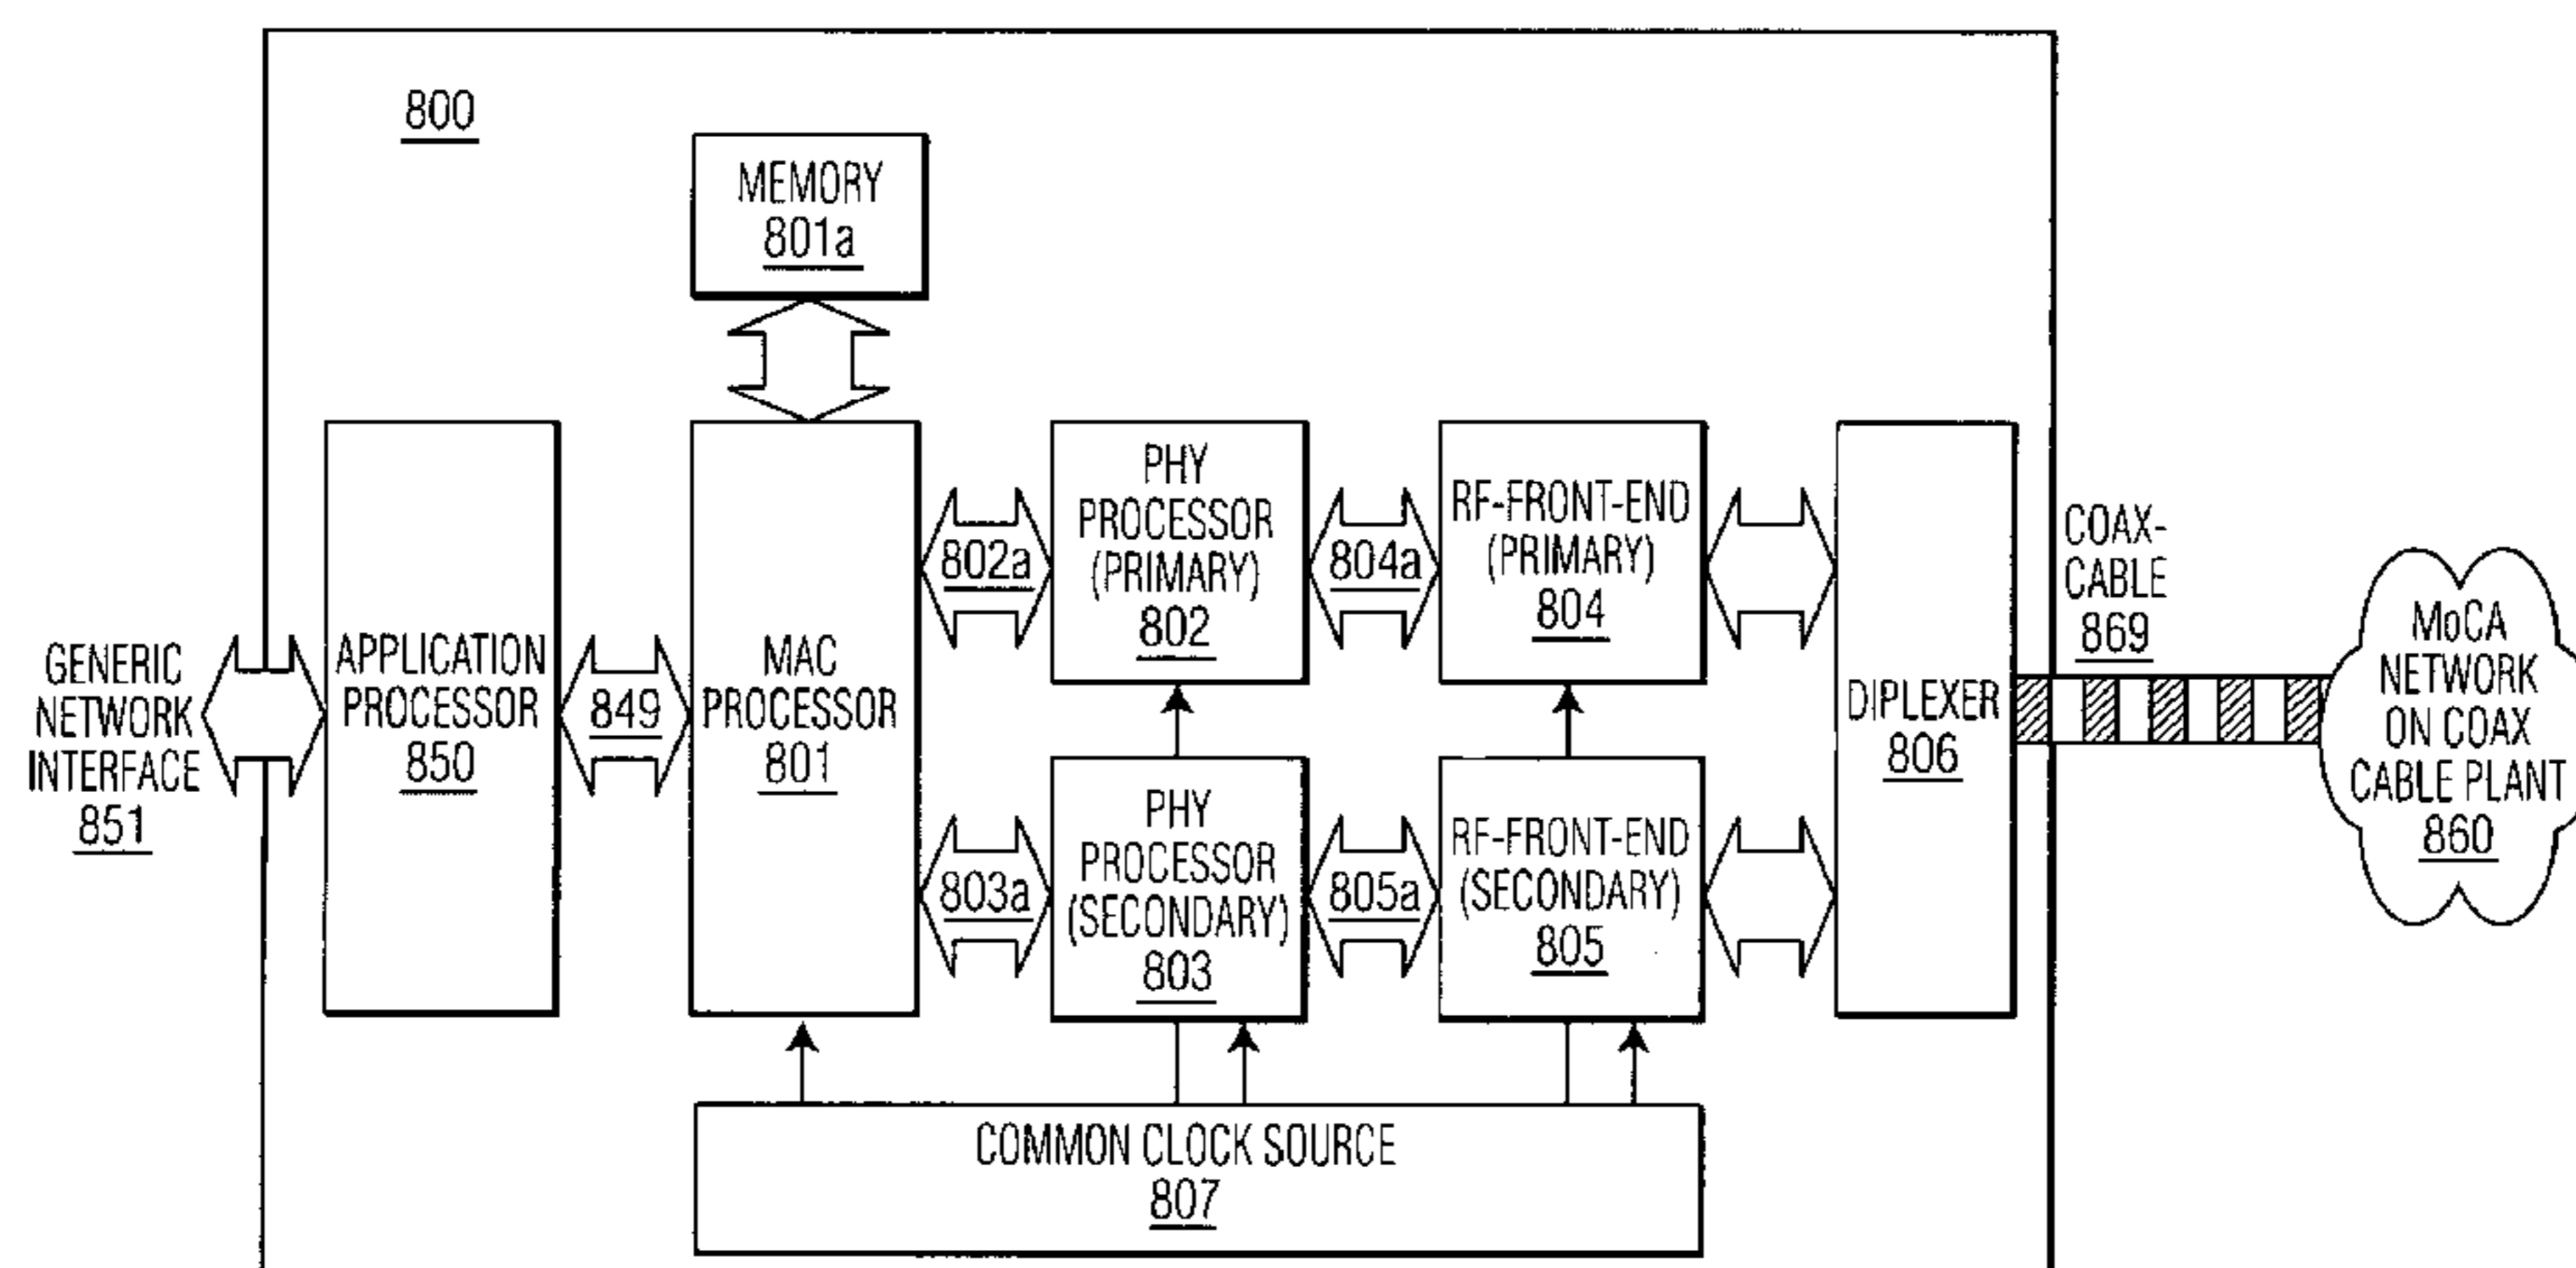 800
MEMORY
801a
GENERIC
NETWORK
INTERFACE
851
APPLICATION
PROCESSOR
850
849
MAC
PROCESSOR
801
802a
PHY
PROCESSOR
(PRIMARY)
802
804a
RF-FRONT-END
(PRIMARY)
804
803a
PHY
PROCESSOR
(SECONDARY)
803
805a
RF-FRONT-END
(SECONDARY)
805
DIPLEXER
806
COAX-
CABLE
869
MoCA
NETWORK
ON COAX
CABLE PLANT
860
COMMON CLOCK SOURCE
807